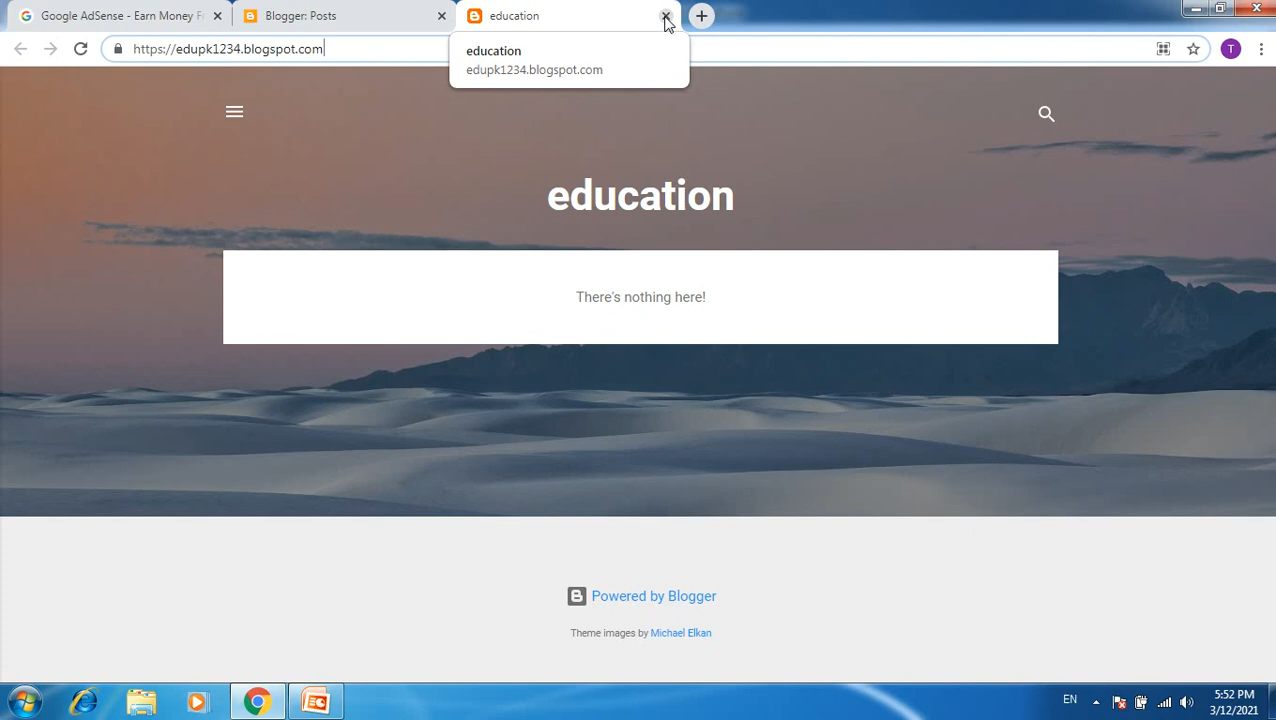 Google AdSense - Earn Money F
Blogger: Posts
education
https://edupk1234.blogspot.com
education
edupk1234.blogspot.com
T
education
There's nothing here!
Powered by Blogger
Theme images by Michael Elkan
EN
5:52 PM
3/12/2021